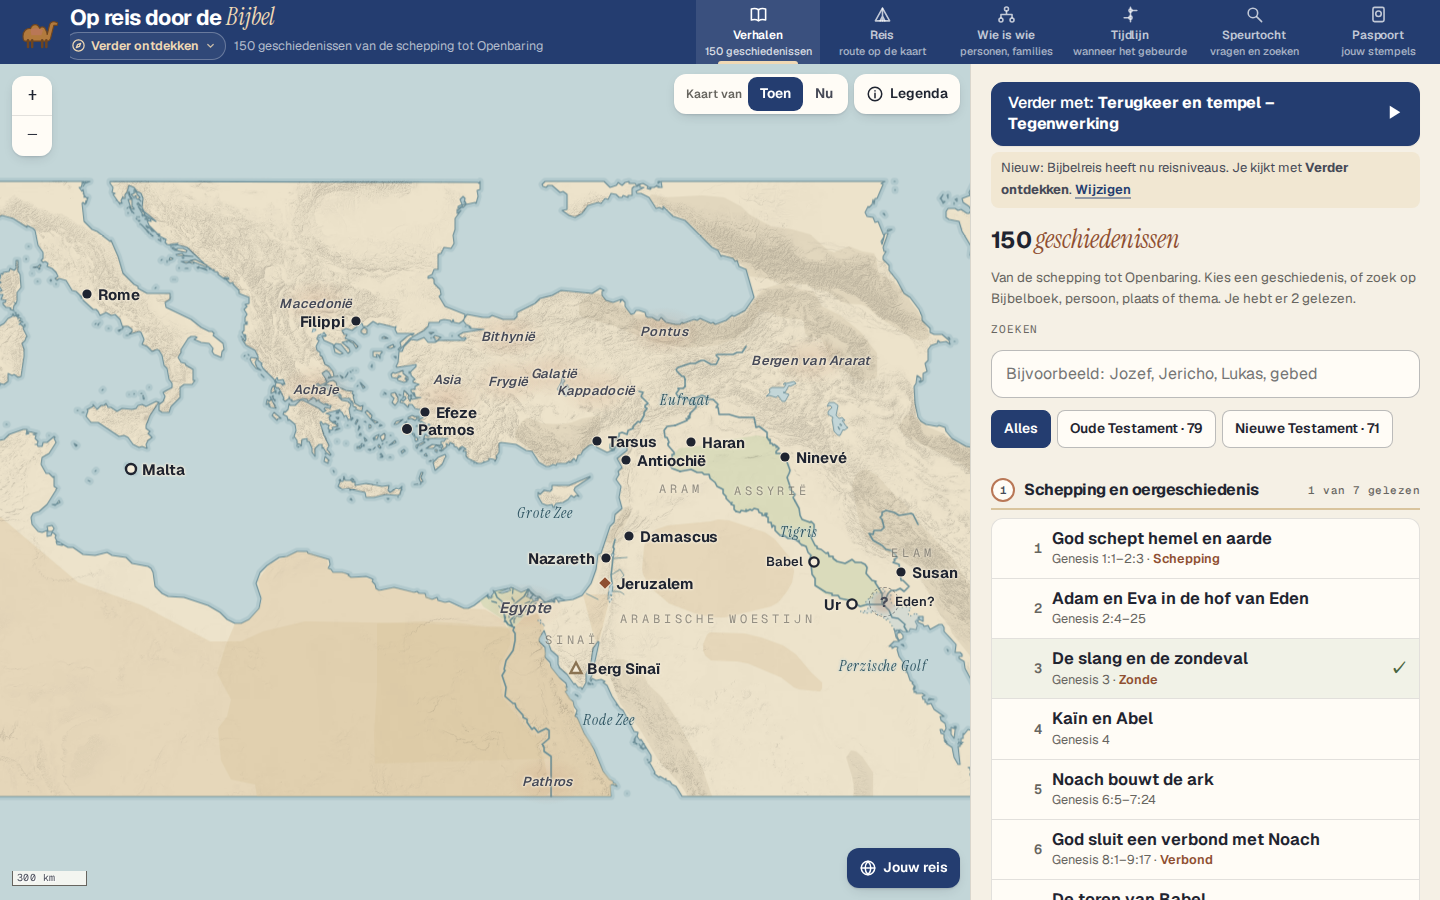 Op reis door de Bijbel
Verder ontdekken
150 geschiedenissen van de schepping tot Openbaring
Verhalen
150 geschiedenissen
Reis
route op de kaart
Wie is wie
personen, families
Tijdlijn
wanneer het gebeurde
Speurtocht
vragen en zoeken
Paspoort
jouw stempels
+
−
Kaart van Toen Nu
Legenda
Rome
Macedonië
Filippi
Bithynië
Pontus
Bergen van Ararat
Achaje
Asia
Frygië
Galatië
Kappadocië
Eufraat
Efeze
Patmos
Tarsus
Haran
Malta
Antiochië
Ninevé
ARAM
ASSYRIË
Grote Zee
Damascus
Tigris
Nazareth
Babel
ELAM
Susan
Jeruzalem
Egypte
Ur
? Eden?
ARABISCHE WOESTIJN
SINAÏ
Berg Sinaï
Perzische Golf
Rode Zee
Pathros
300 km
Jouw reis
Verder met: Terugkeer en tempel –
Tegenwerking
Nieuw: Bijbelreis heeft nu reisniveaus. Je kijkt met Verder
ontdekken. Wijzigen
150 geschiedenissen
Van de schepping tot Openbaring. Kies een geschiedenis, of zoek op
Bijbelboek, persoon, plaats of thema. Je hebt er 2 gelezen.
ZOEKEN
Bijvoorbeeld: Jozef, Jericho, Lukas, gebed
Alles
Oude Testament · 79
Nieuwe Testament · 71
1 Schepping en oergeschiedenis 1 van 7 gelezen
1 God schept hemel en aarde
Genesis 1:1–2:3 · Schepping
2 Adam en Eva in de hof van Eden
Genesis 2:4–25
3 De slang en de zondeval
Genesis 3 · Zonde
4 Kaïn en Abel
Genesis 4
5 Noach bouwt de ark
Genesis 6:5–7:24
6 God sluit een verbond met Noach
Genesis 8:1–9:17 · Verbond
De toren van Babel